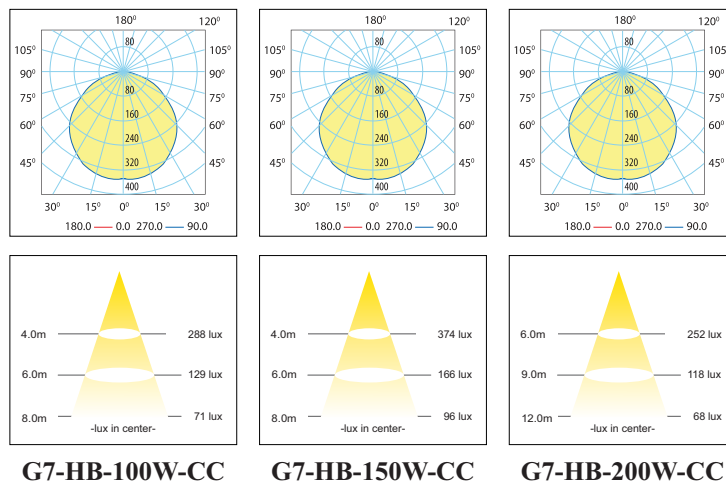 180⁰ 120⁰
80
105⁰ 105⁰
90⁰ 90⁰
80
75⁰ 75⁰
160
60⁰ 60⁰
240
45⁰ 320 45⁰
400
30⁰ 15⁰ 0⁰ 15⁰ 30⁰
180.0 0.0 270.0 90.0
180⁰ 120⁰
80
105⁰ 105⁰
90⁰ 90⁰
80
75⁰ 75⁰
160
60⁰ 60⁰
240
45⁰ 320 45⁰
400
30⁰ 15⁰ 0⁰ 15⁰ 30⁰
180.0 0.0 270.0 90.0
180⁰ 120⁰
80
105⁰ 105⁰
90⁰ 90⁰
80
75⁰ 75⁰
160
60⁰ 60⁰
240
45⁰ 320 45⁰
400
30⁰ 15⁰ 0⁰ 15⁰ 30⁰
180.0 0.0 270.0 90.0
4.0m 288 lux
6.0m 129 lux
8.0m 71 lux
-lux in center-
G7-HB-100W-CC
4.0m 374 lux
6.0m 166 lux
8.0m 96 lux
-lux in center-
G7-HB-150W-CC
6.0m 252 lux
9.0m 118 lux
12.0m 68 lux
-lux in center-
G7-HB-200W-CC